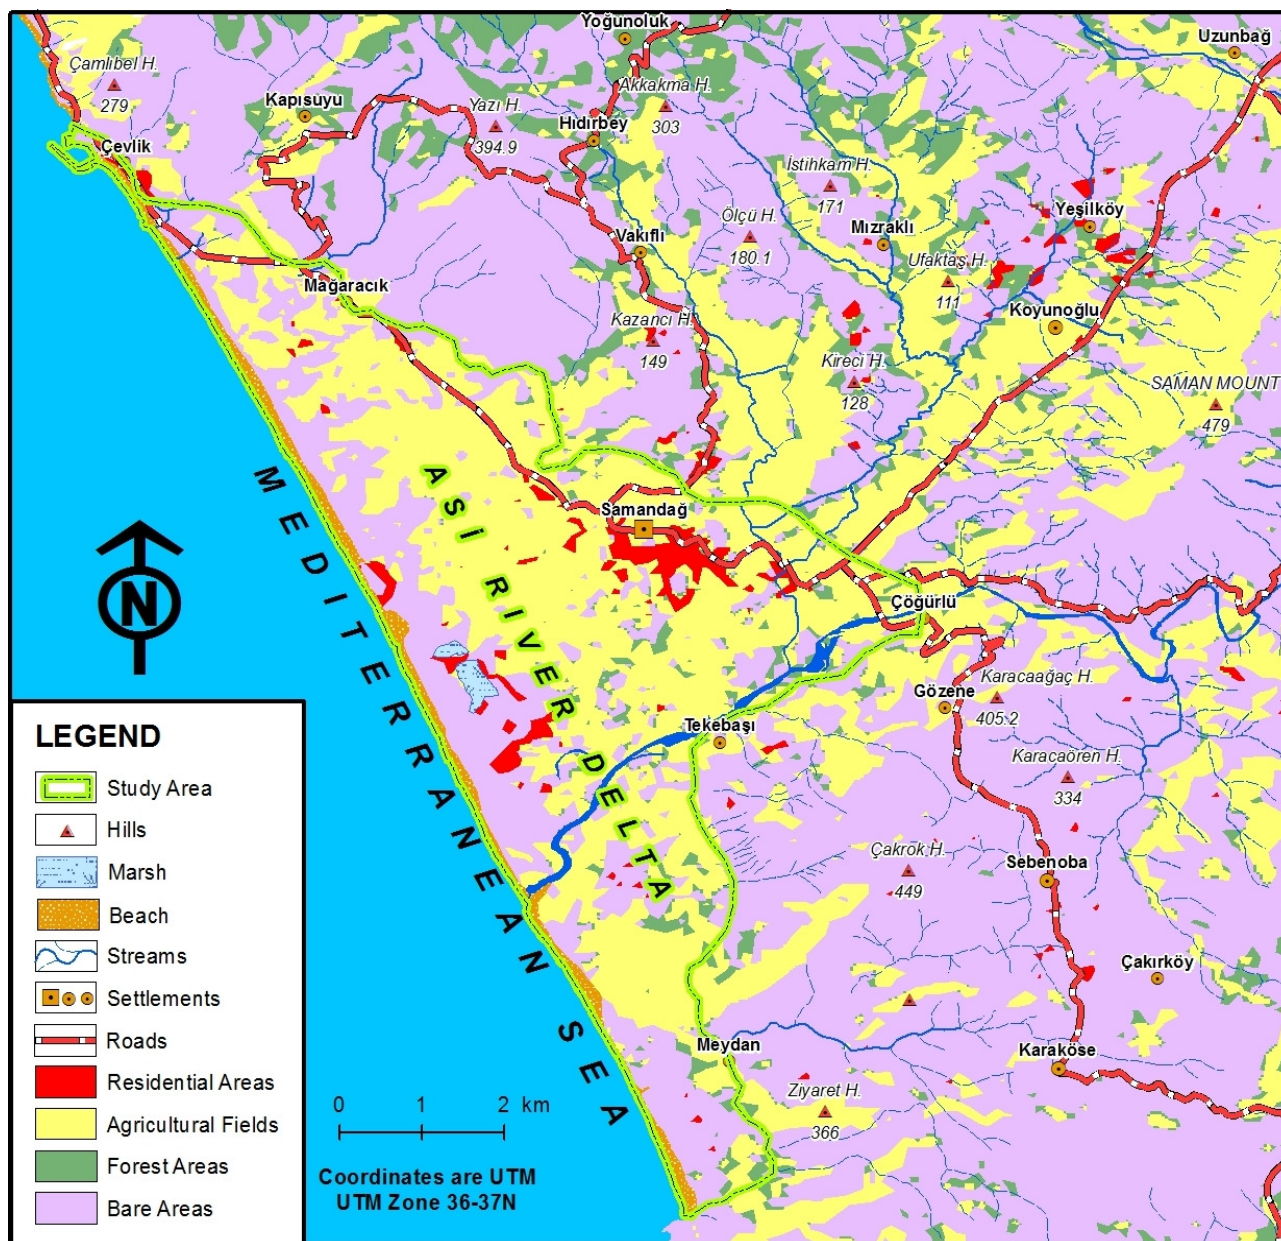 Yoğunoluk
Uzunbağ
Çamlıbel H.
279
Kapısuyu
Yazı H.
394.9
Akkakma H.
303
Hıdırbey
Çevlik
İstihkam H.
171
Ölçü H.
180.1
Mızraklı
Yeşilköy
Vakıflı
Ufaktaş H.
111
Mağaracık
Koyunoğlu
Kazancı H.
149
Kireci H.
128
SAMAN MOUNT
479
Samandağ
ASİ RIVER DELTA
MEDITERRANEAN SEA
N
Çöğürlü
Gözene
Karacaağaç H.
405.2
Tekebaşı
Karacaören H.
334
Çakrok H.
449
Sebenoba
Çakırköy
Meydan
Karaköse
Ziyaret H.
366
LEGEND
Study Area
Hills
Marsh
Beach
Streams
Settlements
Roads
Residential Areas
Agricultural Fields
Forest Areas
Bare Areas
0 1 2 km
Coordinates are UTM
UTM Zone 36-37N